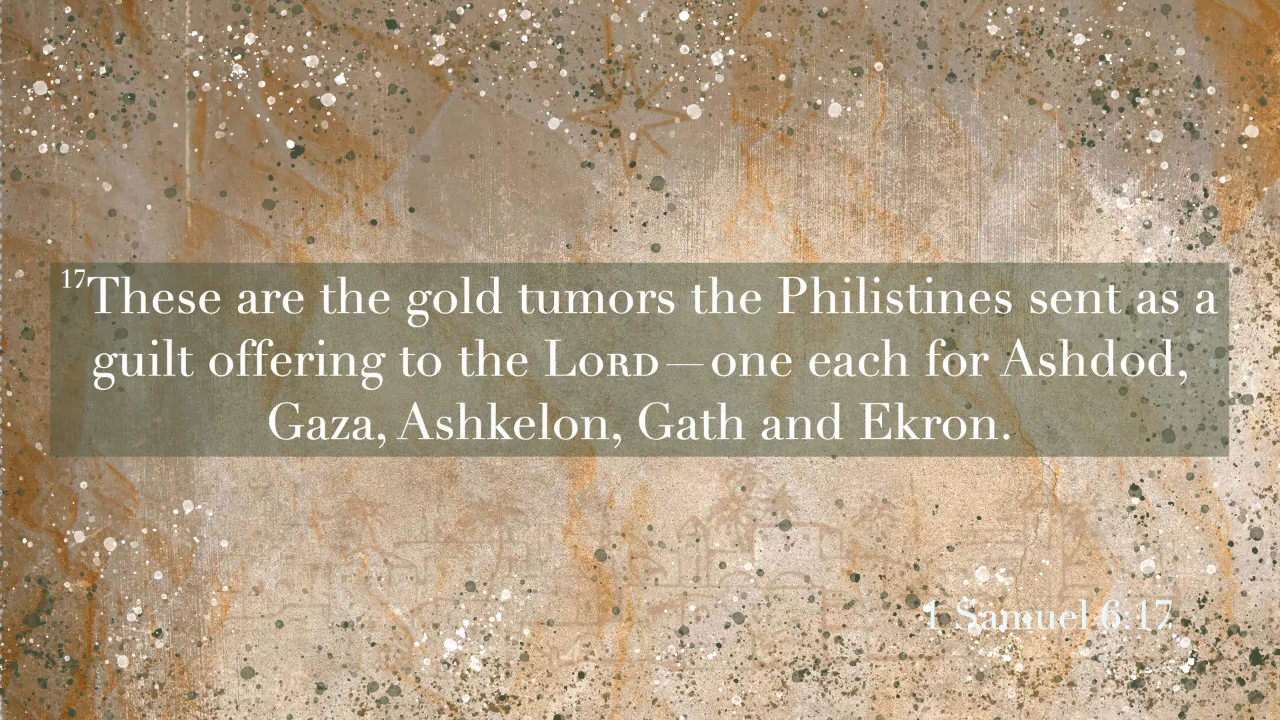 17These are the gold tumors the Philistines sent as a
guilt offering to the LORD—one each for Ashdod,
Gaza, Ashkelon, Gath and Ekron.
1 Samuel 6:17